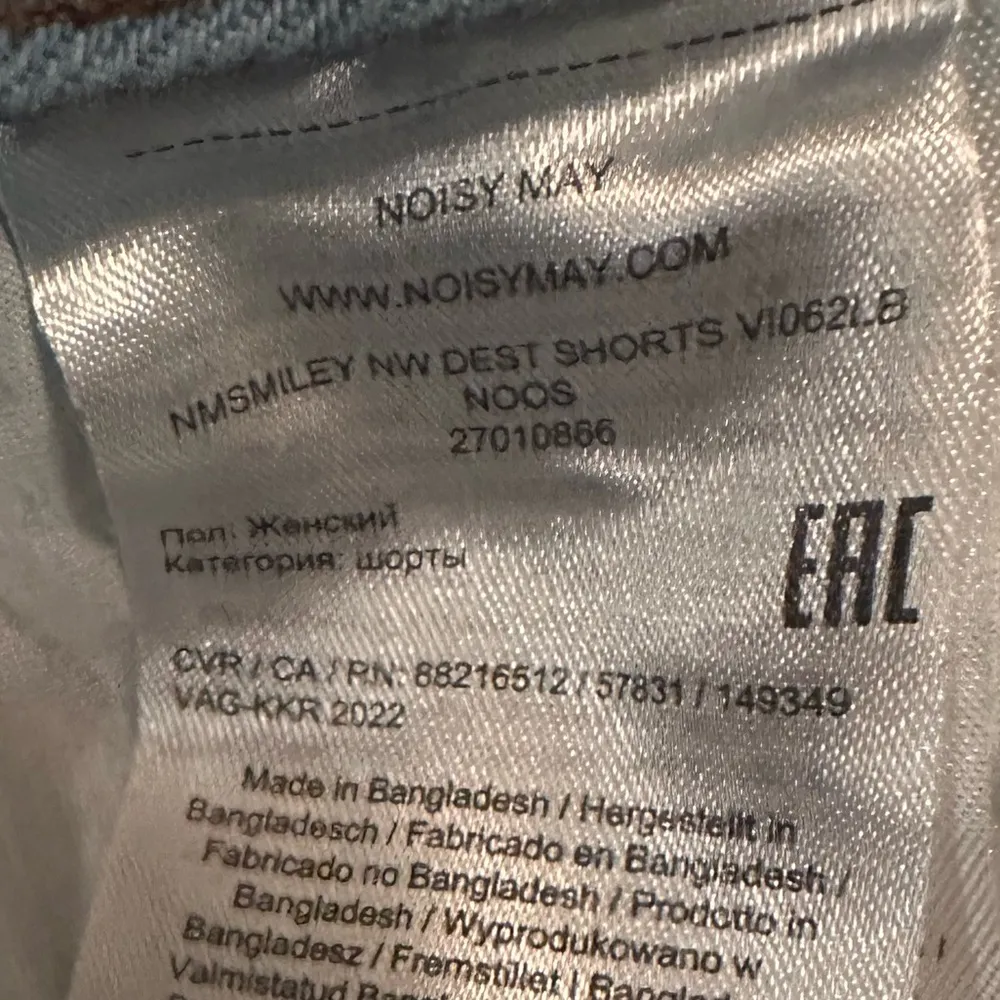 NOISY MAY
WWW.NOISYMAY.COM
NMSMILEY NW DEST SHORTS VI062LB
NOOS
27010866
Пол: Женский
Категория: шорты
EAC
CVR / CA / RN: 88216512 / 57831 / 149349
VAG-KKR 2022
Made in Bangladesh / Hergestellt in
Bangladesch / Fabricado en Bangladesh /
Fabricado no Bangladesh / Prodotto in
Bangladesh / Wyprodukowano w
Bangladesz / Fremstillet i
Valmistatud